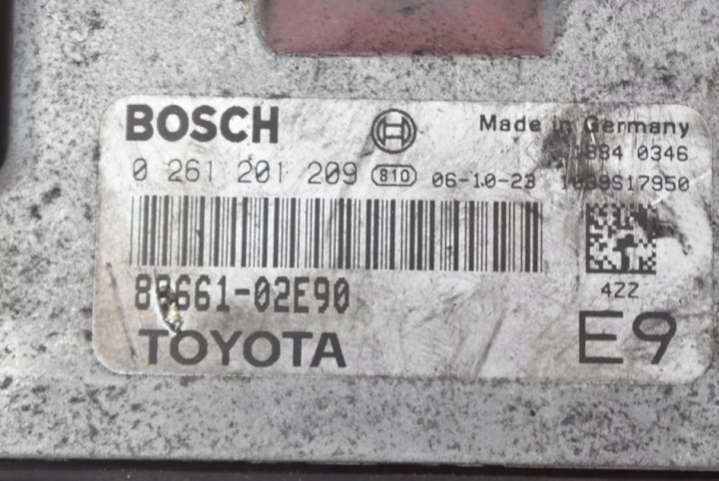 BOSCH
Made in Germany
0346
0 261 201 209 810 06-10-23
1039S17950
89661-02E90
4ZZ
TOYOTA
E9